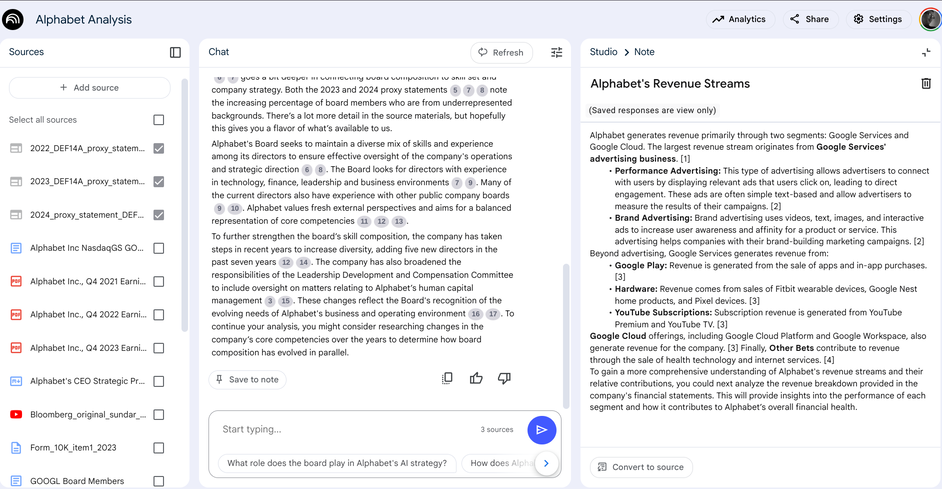 Alphabet Analysis
Analytics
Share
Settings
Sources
Add source
Select all sources
2022_DEF14A_proxy_statem...
2023_DEF14A_proxy_statem...
2024_proxy_statement_DEF...
Alphabet Inc NasdaqGS GO...
Alphabet Inc., Q4 2021 Earni...
Alphabet Inc., Q4 2022 Earni...
Alphabet Inc., Q4 2023 Earni...
Alphabet's CEO Strategic Pr...
Bloomberg_original_sundar_...
Form_10K_item1_2023
GOOGL Board Members
Chat
Refresh
6 7 goes a bit deeper in connecting board composition to skill set and
company strategy. Both the 2023 and 2024 proxy statements 5 7 8 note
the increasing percentage of board members who are from underrepresented
backgrounds. There's a lot more detail in the source materials, but hopefully
this gives you a flavor of what's available to us.
Alphabet's Board seeks to maintain a diverse mix of skills and experience
among its directors to ensure effective oversight of the company's operations
and strategic direction 6 8 . The Board looks for directors with experience
in technology, finance, leadership and business environments 7 9 . Many of
the current directors also have experience with other public company boards
9 10 . Alphabet values fresh external perspectives and aims for a balanced
representation of core competencies 11 12 13 .
To further strengthen the board's skill composition, the company has taken
steps in recent years to increase diversity, adding five new directors in the
past seven years 12 14 . The company has also broadened the
responsibilities of the Leadership Development and Compensation Committee
to include oversight on matters relating to Alphabet's human capital
management 3 15 . These changes reflect the Board's recognition of the
evolving needs of Alphabet's business and operating environment 16 17 . To
continue your analysis, you might consider researching changes in the
company's core competencies over the years to determine how board
composition has evolved in parallel.
Save to note
Start typing...
3 sources
What role does the board play in Alphabet's AI strategy?
How does Alpha
Studio > Note
Alphabet's Revenue Streams
(Saved responses are view only)
Alphabet generates revenue primarily through two segments: Google Services and
Google Cloud. The largest revenue stream originates from Google Services'
advertising business. [1]
• Performance Advertising: This type of advertising allows advertisers to connect
with users by displaying relevant ads that users click on, leading to direct
engagement. These ads are often simple text-based and allow advertisers to
measure the results of their campaigns. [2]
• Brand Advertising: Brand advertising uses videos, text, images, and interactive
ads to increase user awareness and affinity for a product or service. This
advertising helps companies with their brand-building marketing campaigns. [2]
Beyond advertising, Google Services generates revenue from:
• Google Play: Revenue is generated from the sale of apps and in-app purchases.
[3]
• Hardware: Revenue comes from sales of Fitbit wearable devices, Google Nest
home products, and Pixel devices. [3]
• YouTube Subscriptions: Subscription revenue is generated from YouTube
Premium and YouTube TV. [3]
Google Cloud offerings, including Google Cloud Platform and Google Workspace, also
generate revenue for the company. [3] Finally, Other Bets contribute to revenue
through the sale of health technology and internet services. [4]
To gain a more comprehensive understanding of Alphabet's revenue streams and their
relative contributions, you could next analyze the revenue breakdown provided in the
company's financial statements. This will provide insights into the performance of each
segment and how it contributes to Alphabet's overall financial health.
Convert to source